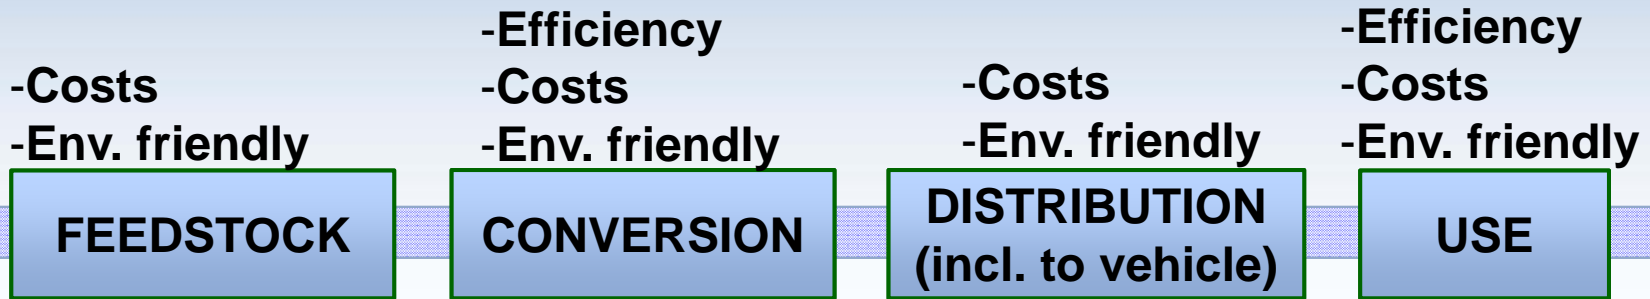 -Costs
-Env. friendly
FEEDSTOCK
-Efficiency
-Costs
-Env. friendly
CONVERSION
-Costs
-Env. friendly
DISTRIBUTION
(incl. to vehicle)
-Efficiency
-Costs
-Env. friendly
USE